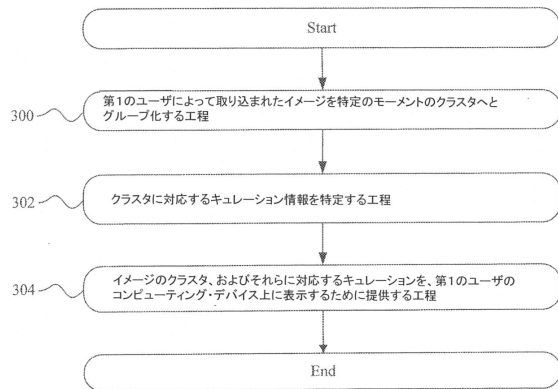 Start
300
第1のユーザによって取り込まれたイメージを特定のモーメントのクラスタへと
グループ化する工程
302
クラスタに対応するキュレーション情報を特定する工程
304
イメージのクラスタ、およびそれらに対応するキュレーションを、第1のユーザの
コンピューティング・デバイス上に表示するために提供する工程
End